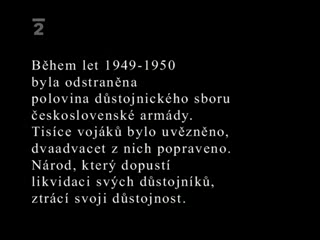 2
Během let 1949-1950
byla odstraněna
polovina důstojnického sboru
československé armády.
Tisíce vojáků bylo uvězněno,
dvaadvacet z nich popraveno.
Národ, který dopustí
likvidaci svých důstojníků,
ztrácí svoji důstojnost.